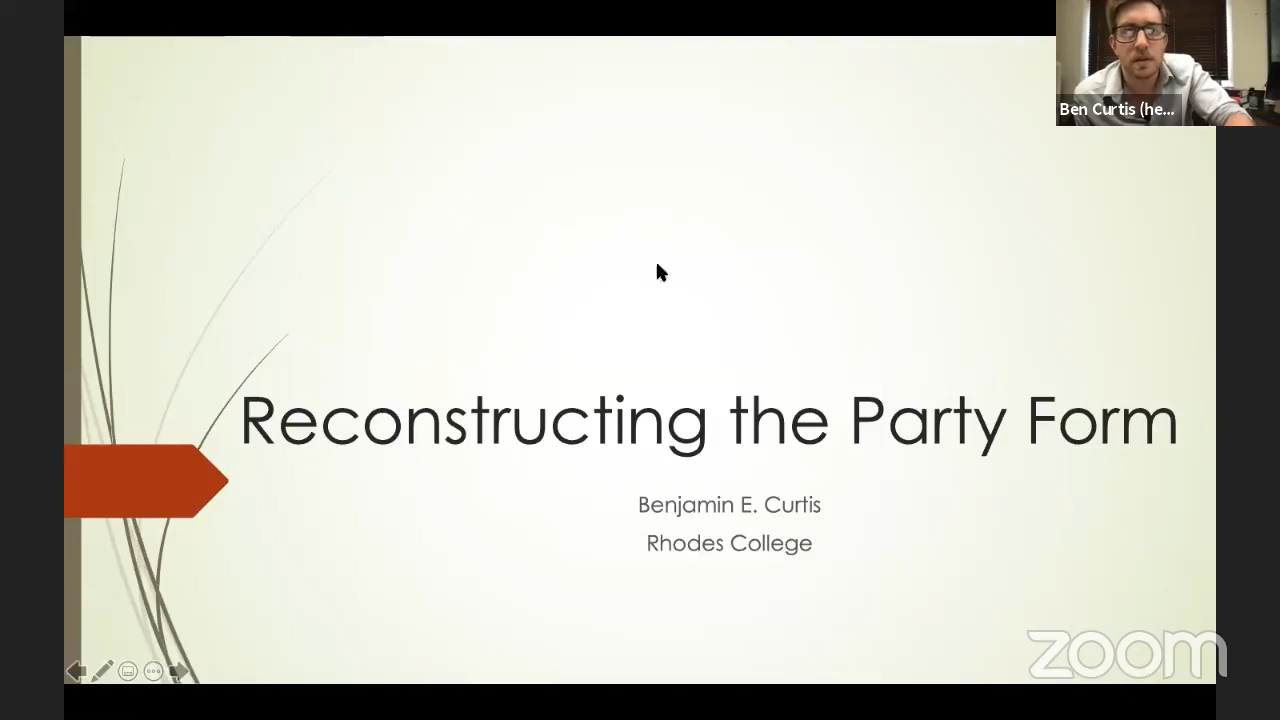 Ben Curtis (he...
Reconstructing the Party Form
Benjamin E. Curtis
Rhodes College
zoom